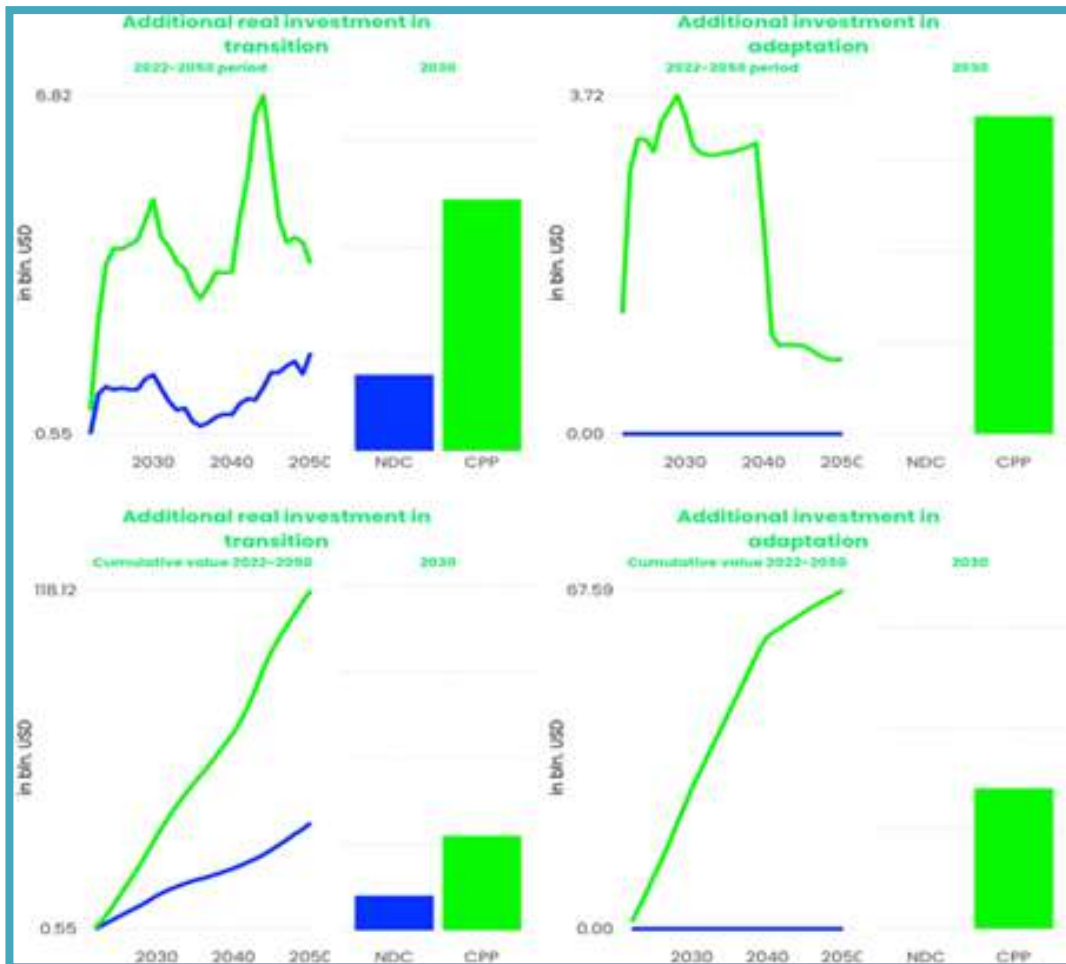 Additional real investment in
transition
2022-2050 period 2030
6.82
in bln. USD
0.55
2030 2040 2050 NDC CPP
Additional investment in
adaptation
2022-2050 period 2030
3.72
in bln. USD
0.00
2030 2040 2050 NDC CPP
Additional real investment in
transition
Cumulative value 2022-2050 2030
118.12
in bln. USD
0.55
2030 2040 2050 NDC CPP
Additional investment in
adaptation
Cumulative value 2022-2050 2030
67.59
in bln. USD
0.00
2030 2040 2050 NDC CPP